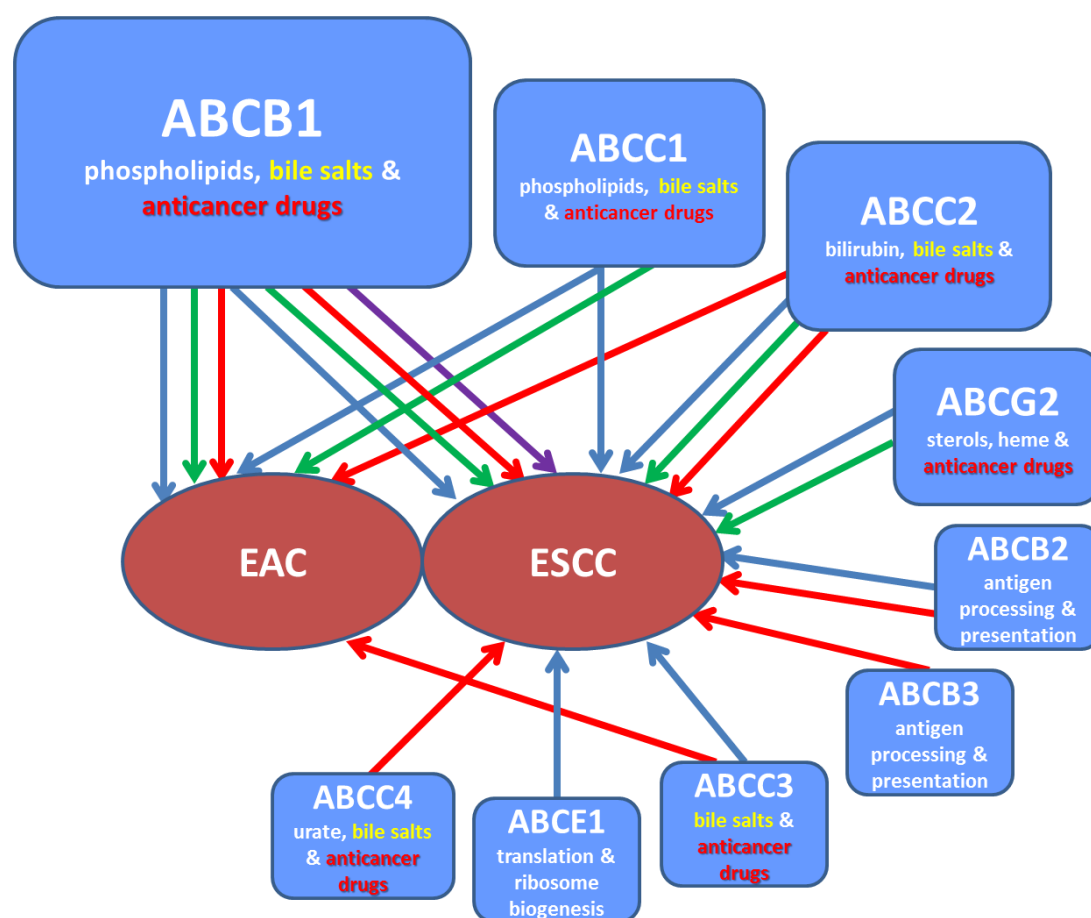 ABCB1
phospholipids, bile salts &
anticancer drugs
ABCC1
phospholipids, bile salts
& anticancer drugs
ABCC2
bilirubin, bile salts &
anticancer drugs
ABCG2
sterols, heme &
anticancer drugs
EAC
ESCC
ABCB2
antigen
processing &
presentation
ABCB3
antigen
processing &
presentation
ABCC4
urate, bile salts
& anticancer
drugs
ABCE1
translation &
ribosome
biogenesis
ABCC3
bile salts &
anticancer
drugs